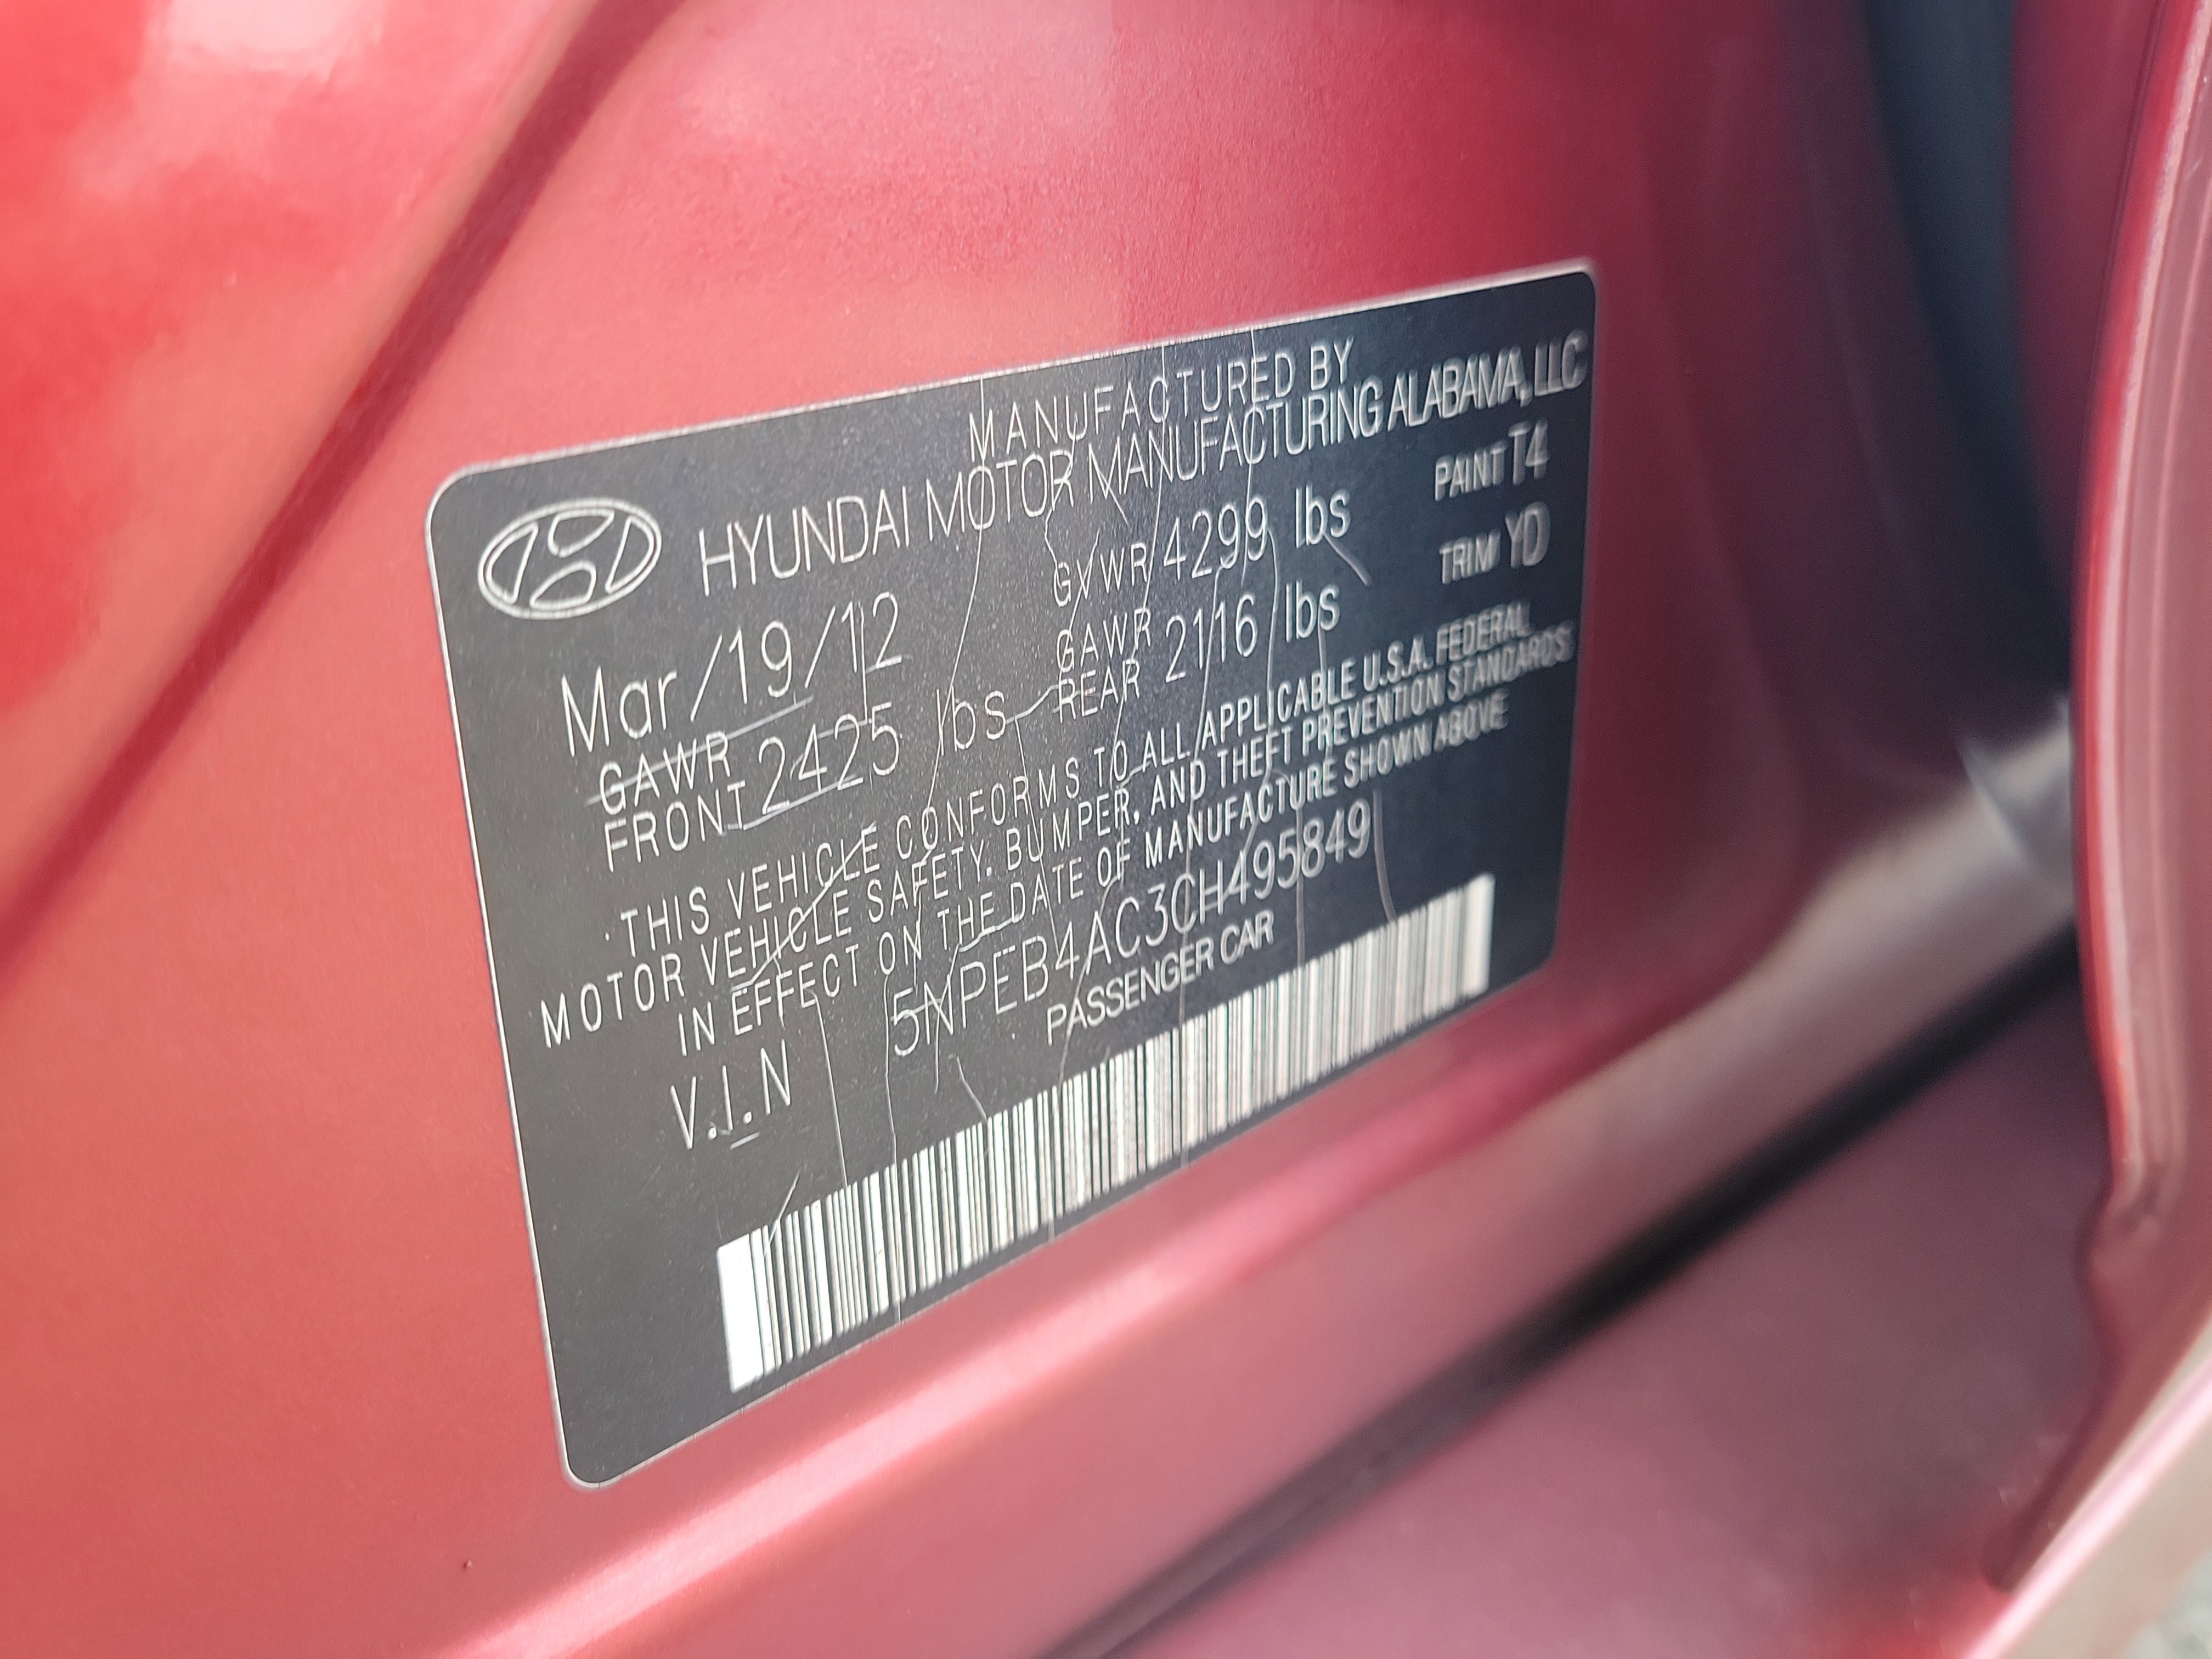 MANUFACTURED BY
HYUNDAI MOTOR MANUFACTURING ALABAMA, LLC
Mar/19/12 GVWR 4299 lbs PAINT T4
GAWR FRONT 2425 lbs GAWR REAR 2116 lbs TRIM YD
THIS VEHICLE CONFORMS TO ALL APPLICABLE U.S.A. FEDERAL
MOTOR VEHICLE SAFETY, BUMPER, AND THEFT PREVENTION STANDARDS
IN EFFECT ON THE DATE OF MANUFACTURE SHOWN ABOVE
V.I.N 5NPEB4AC3CH495849
PASSENGER CAR